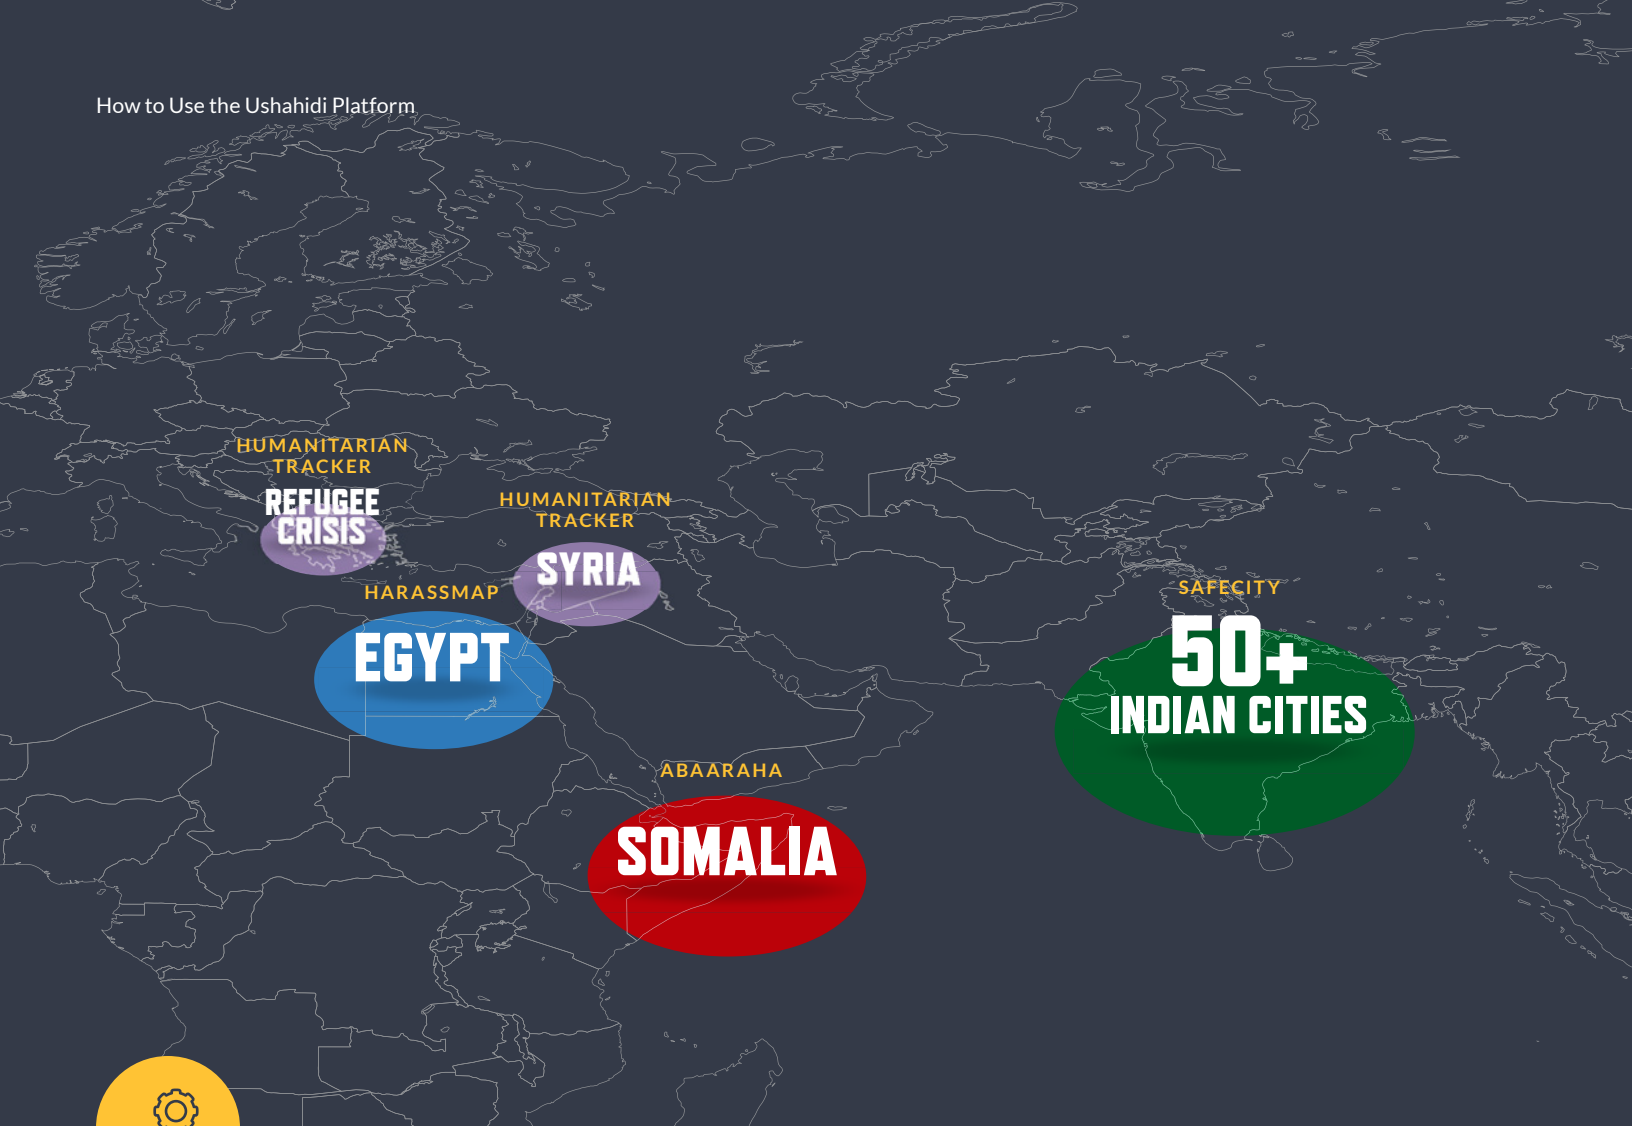 How to Use the Ushahidi Platform
HUMANITARIAN
TRACKER
REFUGEE
CRISIS
HUMANITARIAN
TRACKER
SYRIA
HARASSMAP
EGYPT
SAFECITY
50+
INDIAN CITIES
ABAARAHA
SOMALIA